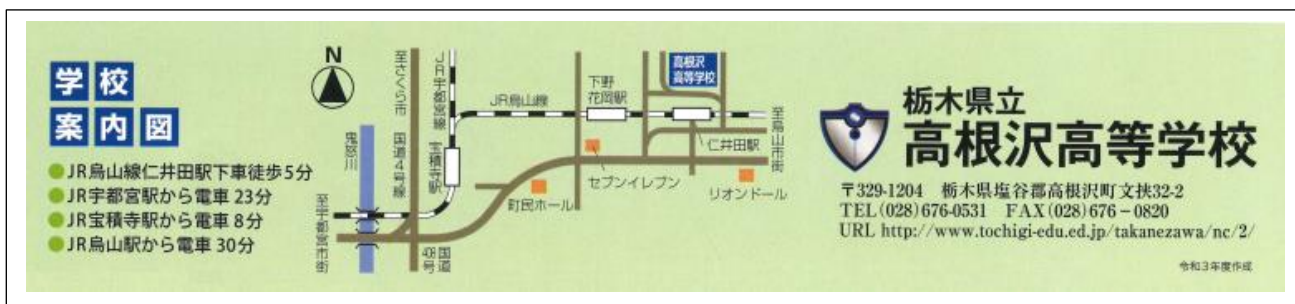 学校
案内図
●JR烏山線仁井田駅下車徒歩5分
●JR宇都宮駅から電車 23分
●JR宝積寺駅から電車 8分
●JR烏山駅から電車 30分
N
至さくら市
国道4号線
JR宇都宮線
宝積寺駅
鬼怒川
至宇都宮市街
国道
408号
JR烏山線
下野
花岡駅
高根沢
高等学校
仁井田駅
至烏山市街
セブンイレブン
町民ホール
リオンドール
栃木県立
高根沢高等学校
〒329-1204 栃木県塩谷郡高根沢町文挟32-2
TEL(028)676-0531 FAX(028)676-0820
URL http://www.tochigi-edu.ed.jp/takanezawa/nc/2/
令和3年度作成